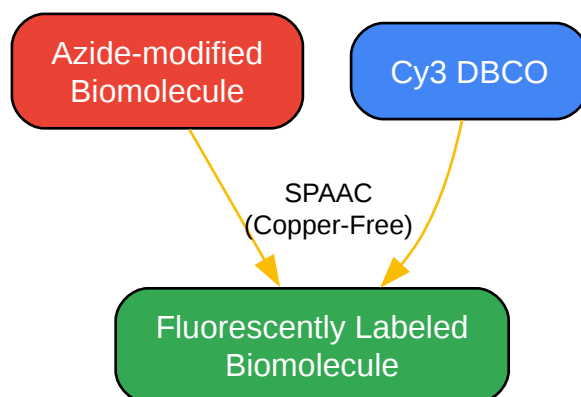 Azide-modified
Biomolecule
Cy3 DBCO
SPAAC
(Copper-Free)
Fluorescently Labeled
Biomolecule